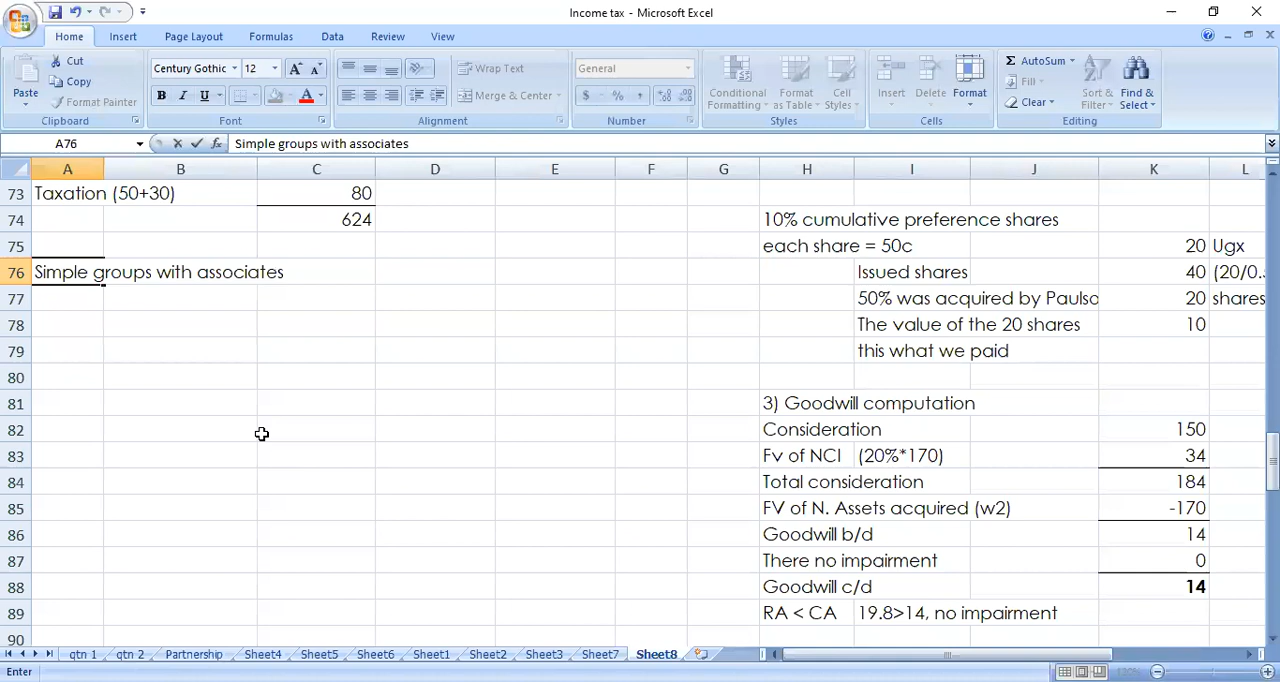 Income tax - Microsoft Excel
Home Insert Page Layout Formulas Data Review View
Paste
Cut
Copy
Format Painter
Clipboard
Century Gothic 12
B I U
Font
Wrap Text
Merge & Center
Alignment
General
$ % ,
Number
Conditional Formatting
Format as Table
Cell Styles
Styles
Insert
Delete
Format
Cells
AutoSum
Fill
Clear
Sort & Filter
Find & Select
Editing
A76 fx Simple groups with associates
A B C D E F G H I J K L
73 Taxation (50+30) 80
74 624 10% cumulative preference shares
75 each share = 50c 20 Ugx
76 Simple groups with associates Issued shares 40 (20/0.
77 50% was acquired by Paulso 20 shares
78 The value of the 20 shares 10
79 this what we paid
80
81 3) Goodwill computation
82 Consideration 150
83 Fv of NCI (20%*170) 34
84 Total consideration 184
85 FV of N. Assets acquired (w2) -170
86 Goodwill b/d 14
87 There no impairment 0
88 Goodwill c/d 14
89 RA < CA 19.8>14, no impairment
90
qtn 1 qtn 2 Partnership Sheet4 Sheet5 Sheet6 Sheet1 Sheet2 Sheet3 Sheet7 Sheet8
Enter